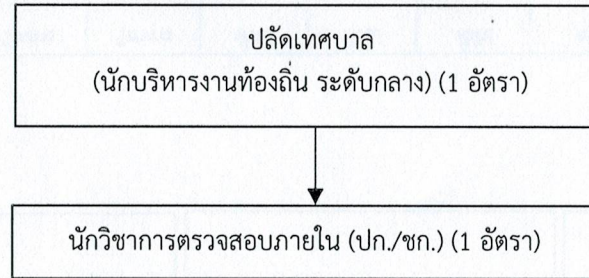 ปลัดเทศบาล
(นักบริหารงานท้องถิ่น ระดับกลาง) (1 อัตรา)
นักวิชาการตรวจสอบภายใน (ปก./ชก.) (1 อัตรา)